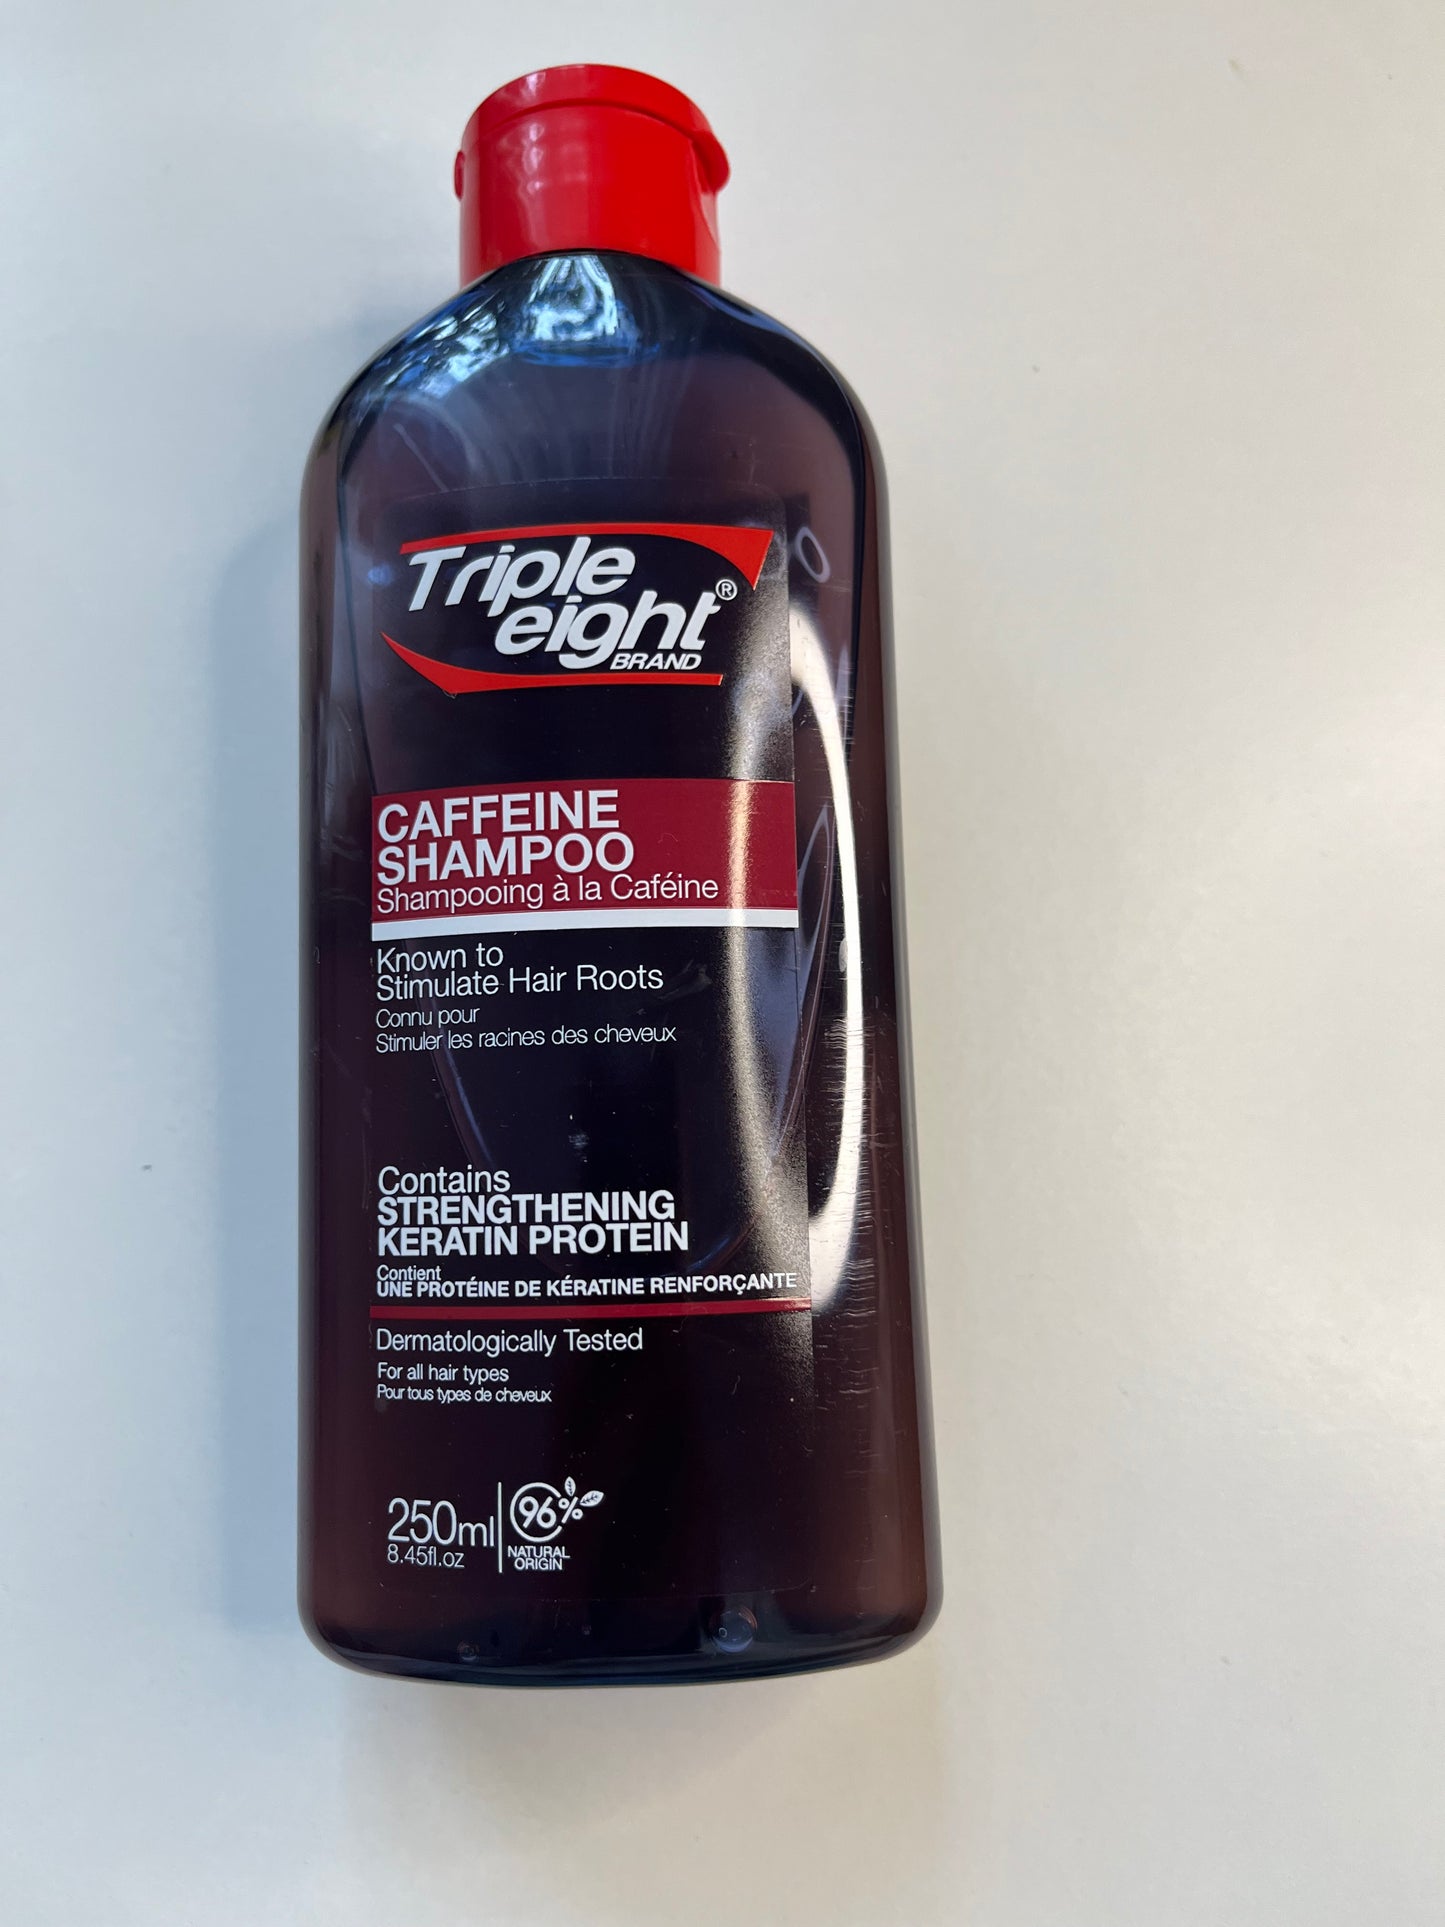 Triple
eight®
BRAND
CAFFEINE
SHAMPOO
Shampooing à la Caféine
Known to
Stimulate Hair Roots
Connu pour
Stimuler les racines des cheveux
Contains
STRENGTHENING
KERATIN PROTEIN
Contient
UNE PROTÉINE DE KÉRATINE RENFORÇANTE
Dermatologically Tested
For all hair types
Pour tous types de cheveux
250ml
8.45fl.oz
96%
NATURAL
ORIGIN